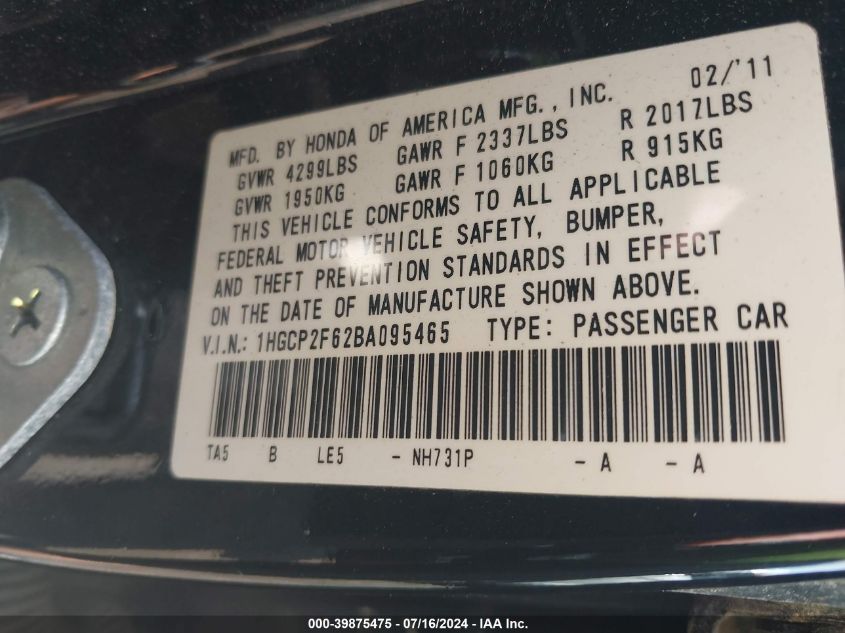 02/'11
MFD. BY HONDA OF AMERICA MFG., INC.
GVWR 4299LBS GAWR F 2337LBS R 2017LBS
GVWR 1950KG GAWR F 1060KG R 915KG
THIS VEHICLE CONFORMS TO ALL APPLICABLE
FEDERAL MOTOR VEHICLE SAFETY, BUMPER,
AND THEFT PREVENTION STANDARDS IN EFFECT
ON THE DATE OF MANUFACTURE SHOWN ABOVE.
V.I.N.: 1HGCP2F62BA095465 TYPE: PASSENGER CAR
TA5 B LE5 - NH731P - A - A
000-39875475 - 07/16/2024 - IAA Inc.